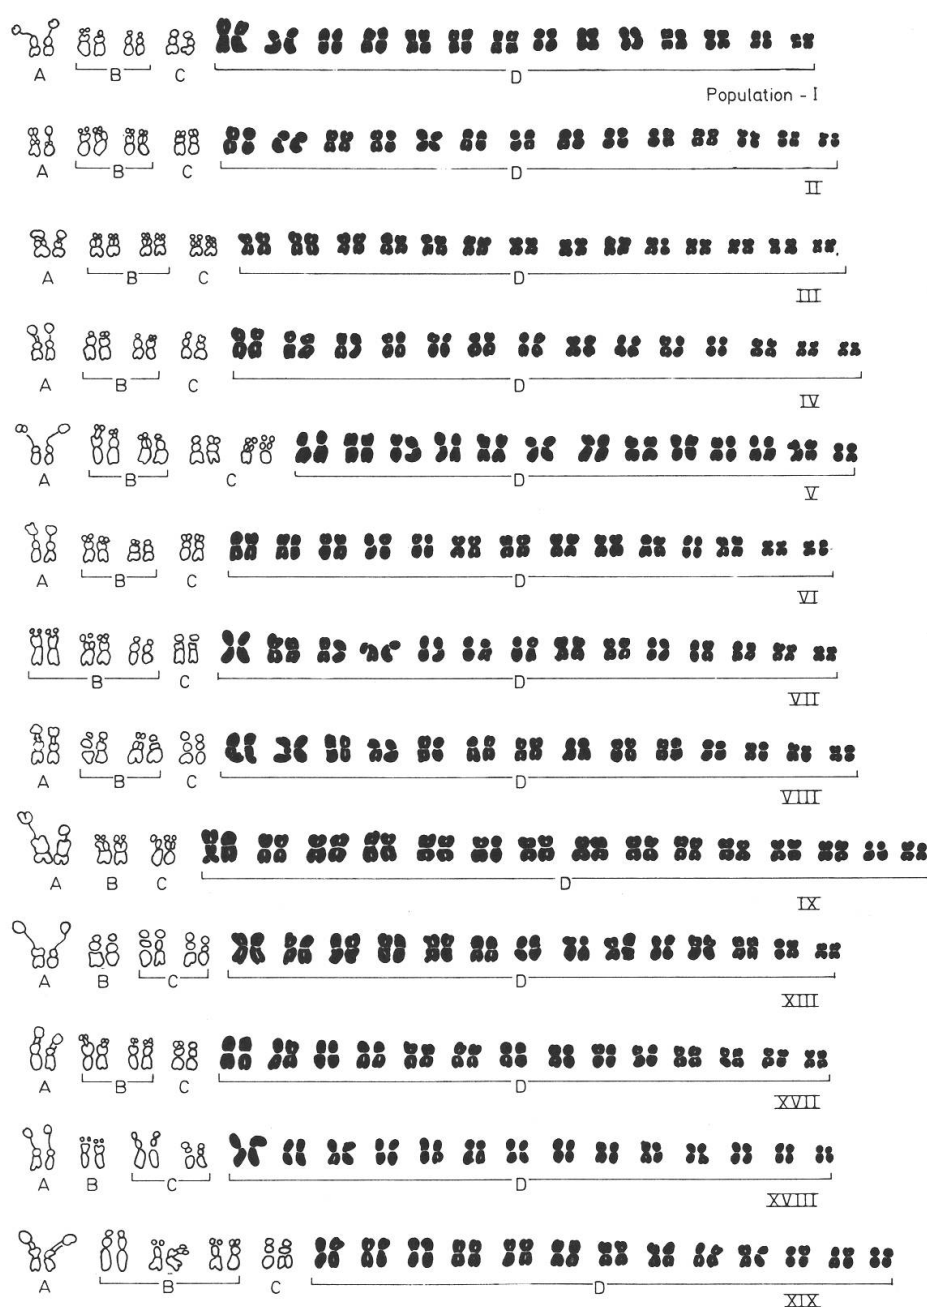 A B C D
Population - I
A B C D
II
A B C D
III
A B C D
IV
A B C D
V
A B C D
VI
B C D
VII
A B C D
VIII
A B C D
IX
A B C D
XIII
A B C D
XVII
A B C D
XVIII
A B C D
XIX